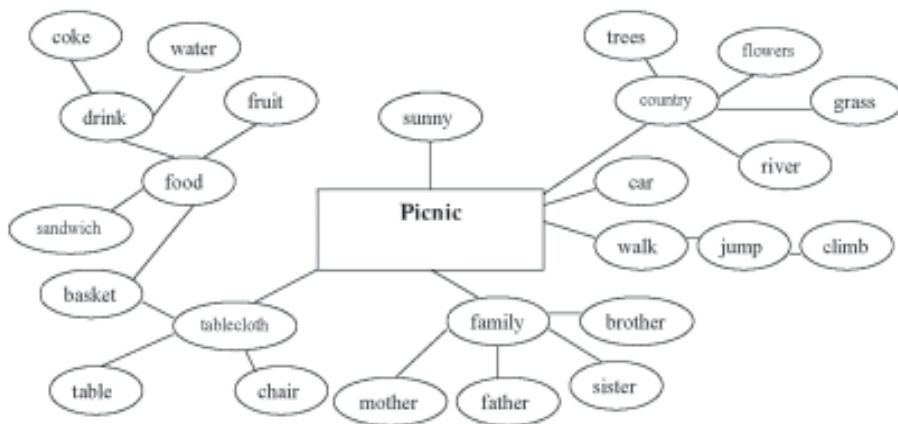 coke
water
trees
flowers
drink
fruit
country
grass
sunny
food
river
car
Picnic
sandwich
walk
jump
climb
basket
tablecloth
family
brother
table
chair
mother
father
sister